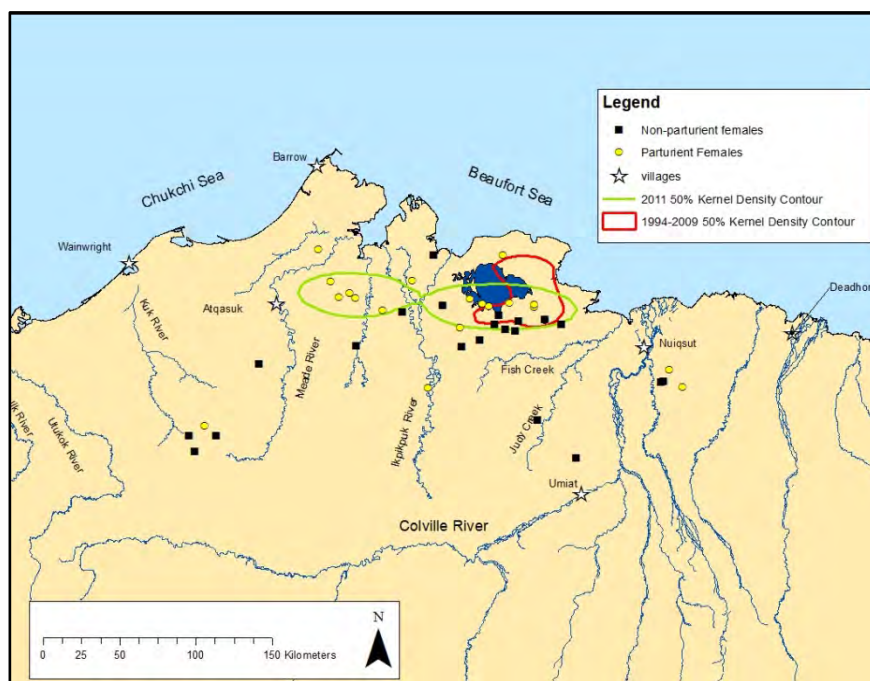 Legend
Non-parturient females
Parturient Females
villages
2011 50% Kernel Density Contour
1994-2009 50% Kernel Density Contour
Barrow
Chukchi Sea
Beaufort Sea
Wainwright
Deadhor
Atqasuk
Kuk River
Meade River
Nuiqsut
Fish Creek
Ikpikpuk River
Judy Creek
Utukok River
River
Umiat
Colville River
N
0 25 50 100 150 Kilometers